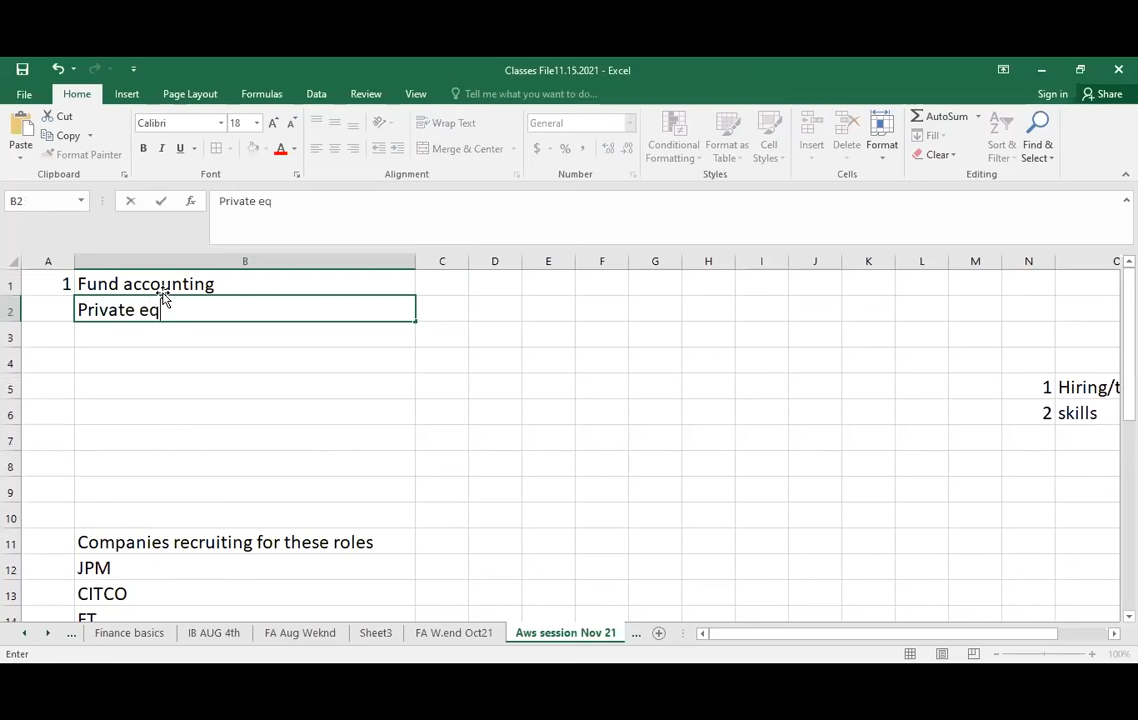 Classes File11.15.2021 - Excel
File Home Insert Page Layout Formulas Data Review View Tell me what you want to do... Sign in Share
Paste Cut Copy Format Painter Clipboard
Calibri 18 A A B I U A Font
Wrap Text Merge & Center Alignment
General $ % , Number
Conditional Formatting Format as Table Cell Styles Styles
Insert Delete Format Cells
AutoSum Fill Clear Sort & Filter Find & Select Editing
B2 fx Private eq
A B C D E F G H I J K L M N
1 1 Fund accounting
2 Private eq
3
4
5 1 Hiring/t
6 2 skills
7
8
9
10
11 Companies recruiting for these roles
12 JPM
13 CITCO
14 FT
... Finance basics IB AUG 4th FA Aug Weknd Sheet3 FA W.end Oct21 Aws session Nov 21 ...
Enter 100%